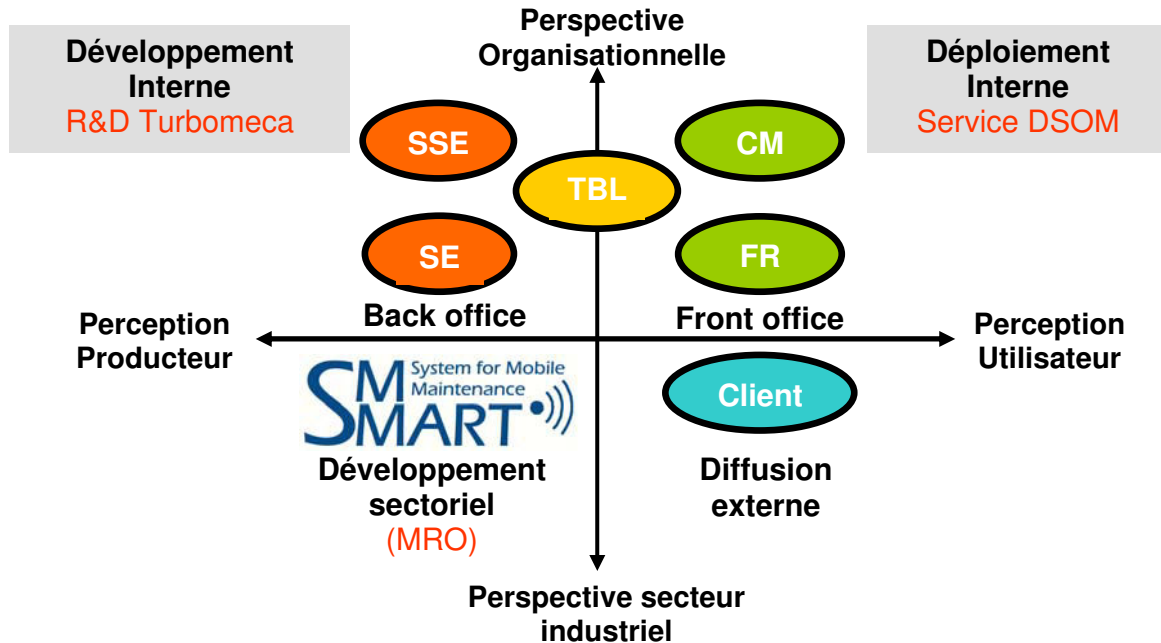 Perspective
Organisationnelle
Développement
Interne
R&D Turbomeca
Déploiement
Interne
Service DSOM
SSE
CM
TBL
SE
FR
Back office
Front office
Perception
Producteur
Perception
Utilisateur
SM System for Mobile
Maintenance
SMART
Client
Développement
sectoriel
(MRO)
Diffusion
externe
Perspective secteur
industriel